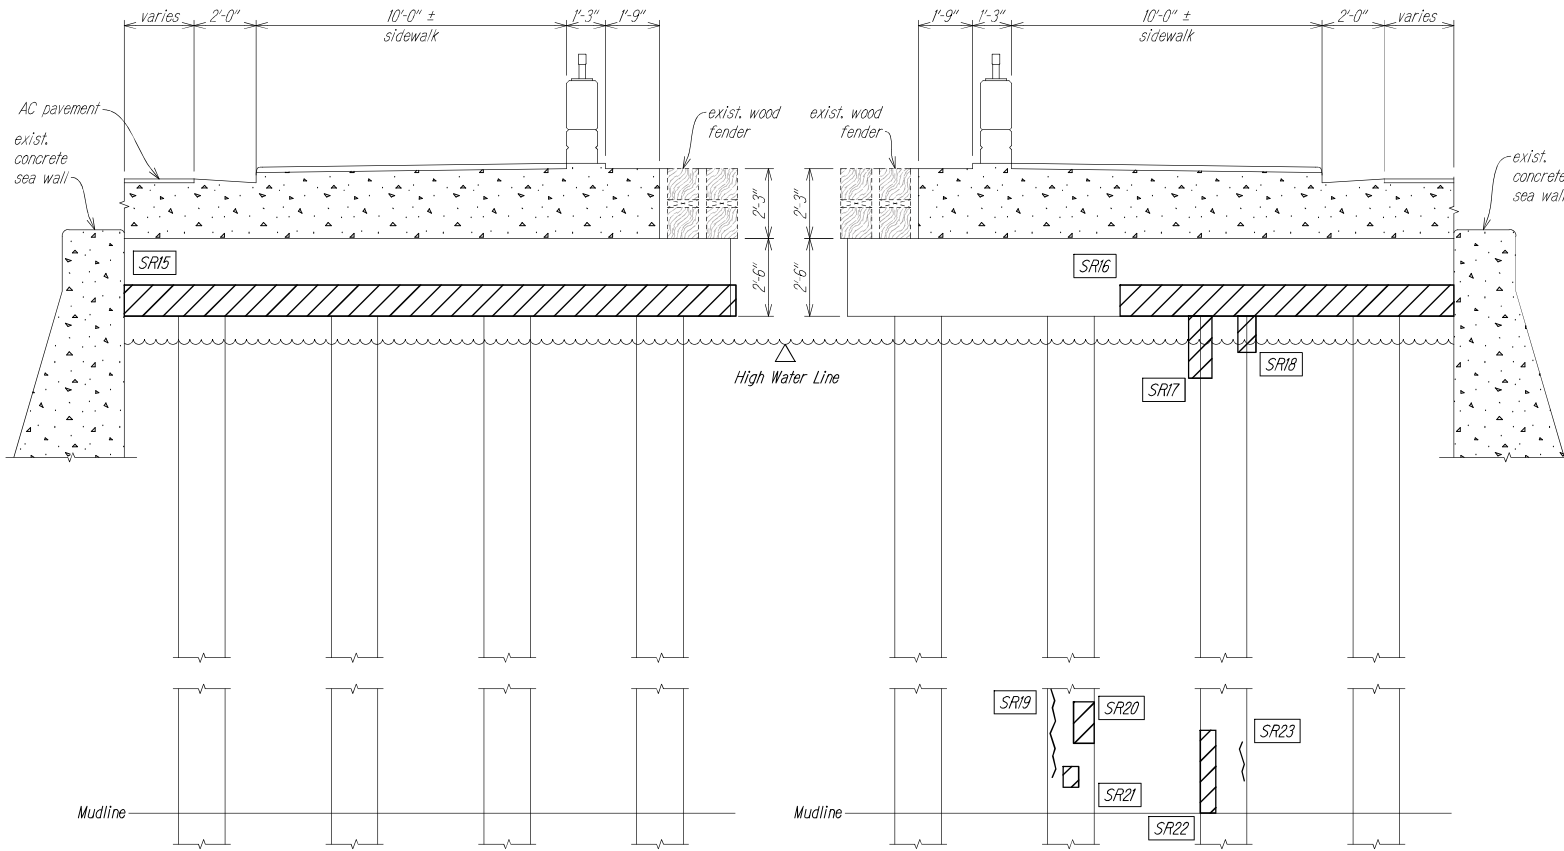 varies 2'-0" 10'-0" ± 1'-3" 1'-9" 1'-9" 1'-3" 10'-0" ± 2'-0" varies
sidewalk sidewalk
AC pavement
exist.
concrete
sea wall
exist. wood
fender
exist. wood
fender
exist.
concrete
sea wall
2'-3" 2'-3"
SR15
SR16
2'-6" 2'-6"
High Water Line
SR18
SR17
SR19
SR20
SR23
SR21
Mudline
Mudline
SR22